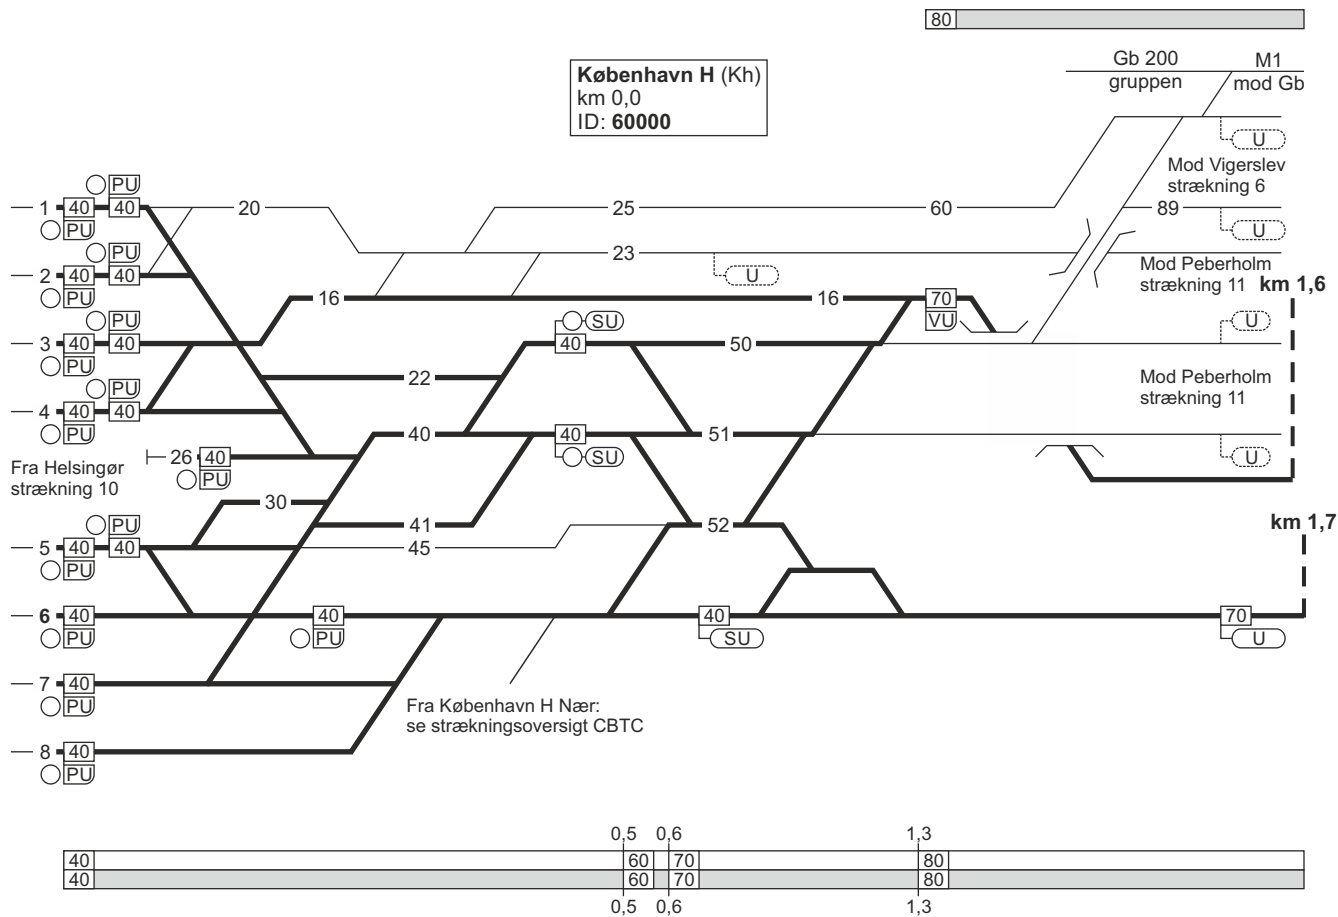 80
København H (Kh)
km 0,0
ID: 60000
Gb 200
gruppen
M1
mod Gb
U
Mod Vigerslev
strækning 6
PU
1 40 40 20 25 60 89
PU
U
PU
23
2 40 40
U
Mod Peberholm
strækning 11
km 1,6
PU
16 16 70
VU
PU
SU
U
3 40 40
40
50
PU
PU
22
Mod Peberholm
strækning 11
4 40 40
PU
40 40 51
SU
U
26 40
PU
Fra Helsingør
strækning 10
30
PU
41
52
km 1,7
5 40 40 45
PU
6 40 40 40 70
PU
PU
SU
U
7 40
PU
Fra København H Nær:
se strækningsoversigt CBTC
8 40
PU
0,5 0,6 1,3
40 60 70 80
40 60 70 80
0,5 0,6 1,3